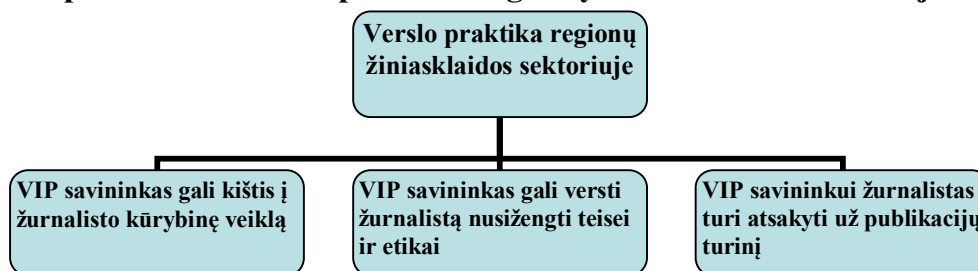 Verslo praktika regionų
žiniasklaidos sektoriuje
VIP savininkas gali kištis į
žurnalisto kūrybinę veiklą
VIP savininkas gali versti
žurnalistą nusižengti teisei
ir etikai
VIP savininkui žurnalistas
turi atsakyti už publikacijų
turinį